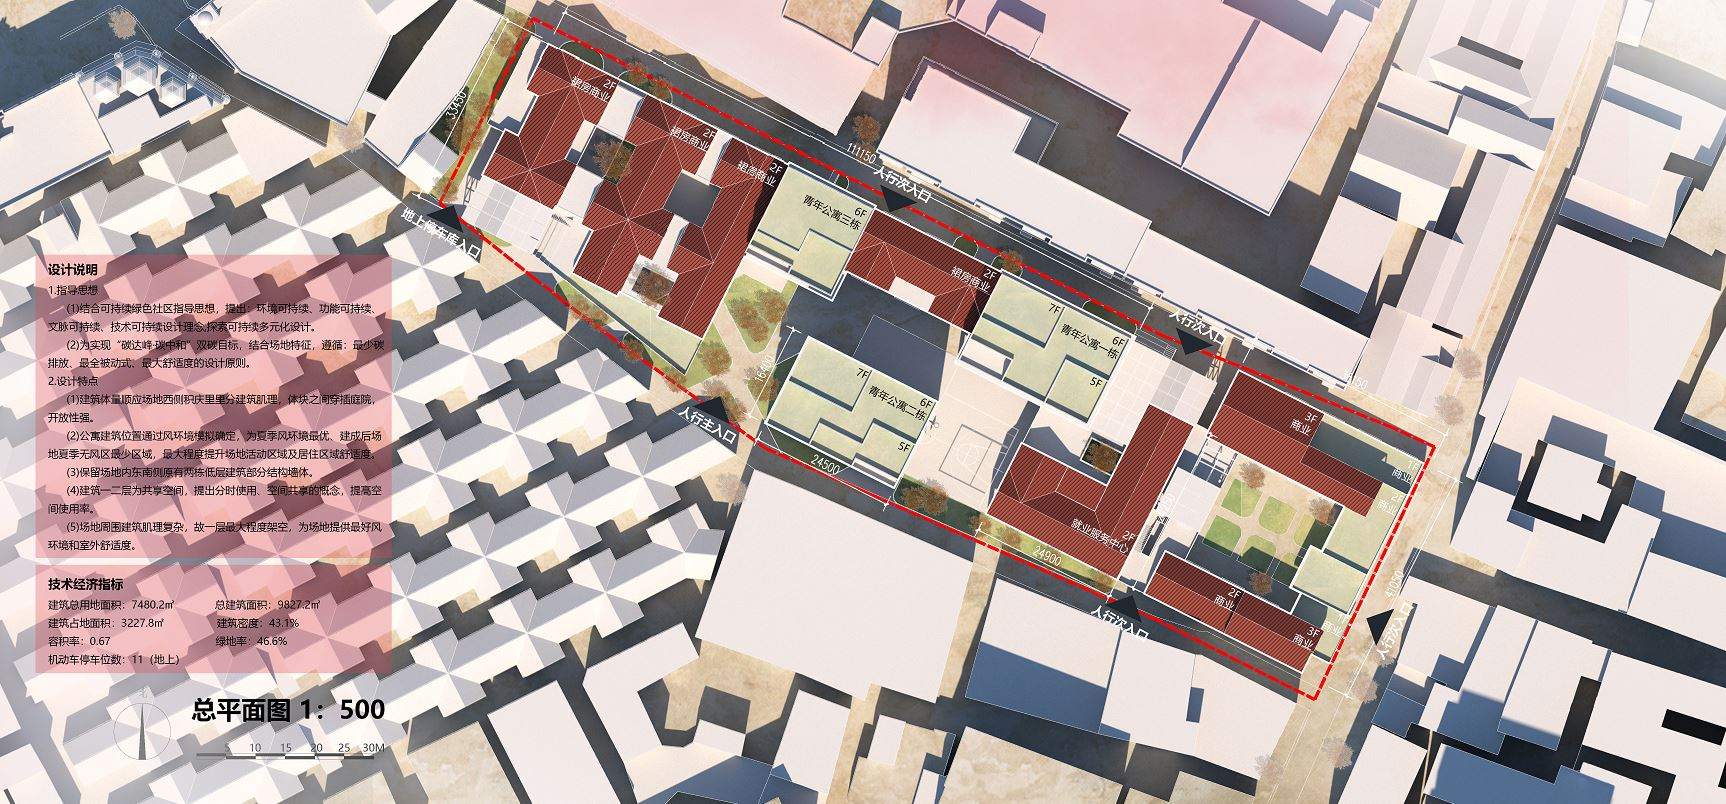 设计说明
1.指导思想
(1)结合可持续绿色社区指导思想，提出：环境可持续、功能可持续、
文脉可持续、技术可持续设计理念,探索可持续多元化设计。
(2)为实现“碳达峰·碳中和”双碳目标，结合场地特征，遵循：最少碳
排放、最全被动式、最大舒适度的设计原则。
2.设计特点
(1)建筑体量顺应场地西侧积庆里里分建筑肌理，体块之间穿插庭院，
开放性强。
(2)公寓建筑位置通过风环境模拟确定，为夏季风环境最优、建成后场
地夏季无风区最少区域，最大程度提升场地活动区域及居住区域舒适度。
(3)保留场地内东南侧原有两栋低层建筑部分结构墙体。
(4)建筑一二层为共享空间，提出分时使用、空间共享的概念，提高空
间使用率。
(5)场地周围建筑肌理复杂，故一层最大程度架空，为场地提供最好风
环境和室外舒适度。
技术经济指标
建筑总用地面积：7480.2㎡ 总建筑面积：9827.2㎡
建筑占地面积：3227.8㎡ 建筑密度：43.1%
容积率：0.67 绿地率：46.6%
机动车停车位数：11（地上）
北
总平面图 1：500
5 10 15 20 25 30M
33450
2F
裙房商业
2F
裙房商业
2F
裙房商业
111150
人行次入口
地上停车库入口
6F
青年公寓三栋
2F
裙房商业
7F
6F
青年公寓一栋
5F
人行次入口
16400
7F
6F
青年公寓二栋
5F
人行主入口
24500
3F
商业
1F
商业
2F
商业
2F
就业服务中心
24900
人行次入口
2F
商业
3F
商业
1F
商业
41050
人行次入口